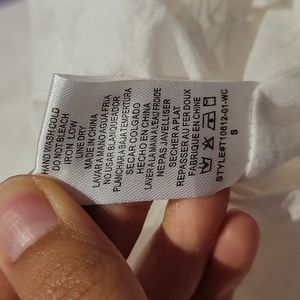 HAND WASH COLD
DO NOT BLEACH
IRON LOW
LINE DRY
MADE IN CHINA
LAVAR A MANO AGUA FRIA
NO USAR BLANQUEADOR
PLANCHAR A BAJA TEMPERATURA
SECAR COLGADO
HECHO EN CHINA
LAVER A LA MAIN A L'EAU FROIDE
NE PAS JAVELLISER
SECHER A PLAT
REPASSER AU FER DOUX
FABRIQUE EN CHINE
STYLE#T10612-01-WC
S